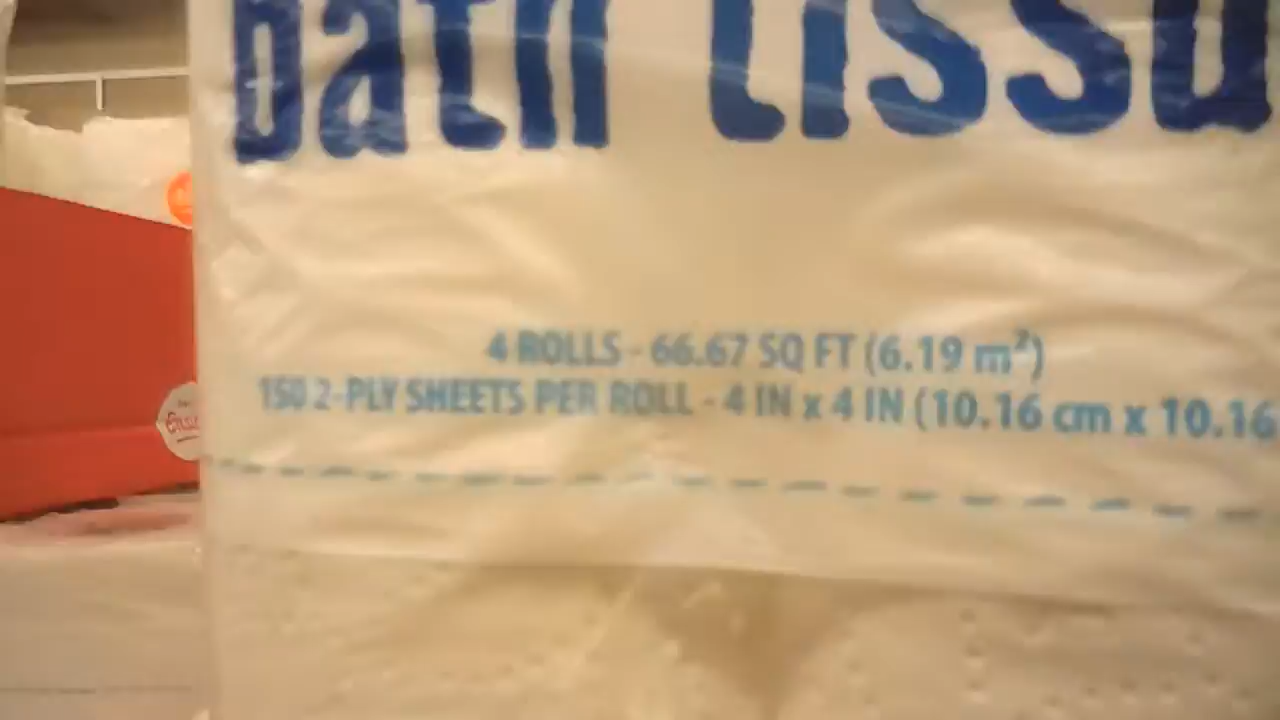 bath tissu
4 ROLLS - 66.67 SQ FT (6.19 m²)
150 2-PLY SHEETS PER ROLL - 4 IN x 4 IN (10.16 cm x 10.16